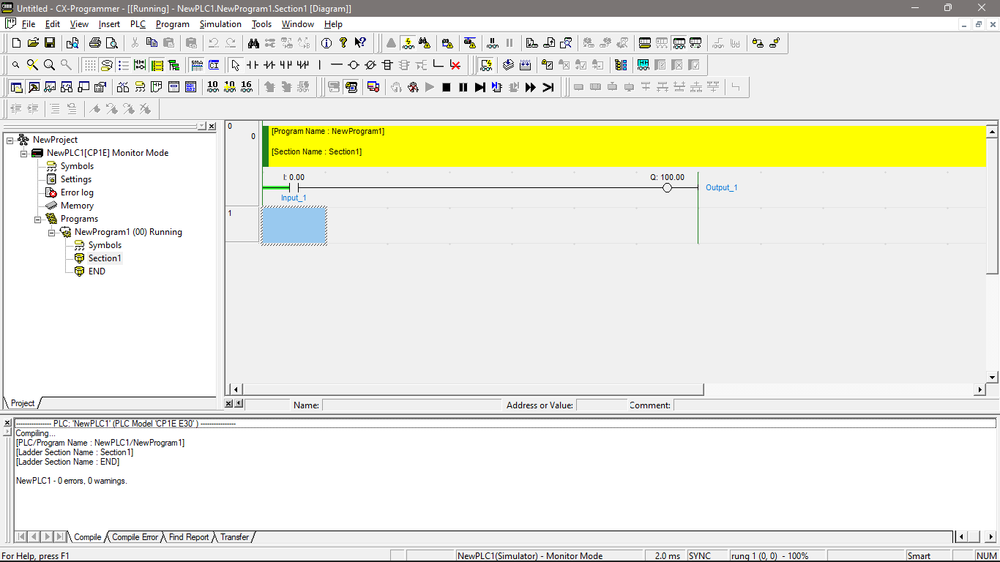 Untitled - CX-Programmer - [[Running] - NewPLC1.NewProgram1.Section1 [Diagram]]
File Edit View Insert PLC Program Simulation Tools Window Help
SMA CI
10 10 16
NewProject
NewPLC1[CP1E] Monitor Mode
Symbols
Settings
Error log
Memory
Programs
NewProgram1 (00) Running
Symbols
Section1
END
Project
0
0
[Program Name : NewProgram1]
[Section Name : Section1]
I: 0.00
Input_1
Q: 100.00
Output_1
1
Name:
Address or Value:
Comment:
---------------- PLC: 'NewPLC1' (PLC Model 'CP1E E30' ) ----------------
Compiling...
[PLC/Program Name : NewPLC1/NewProgram1]
[Ladder Section Name : Section1]
[Ladder Section Name : END]
NewPLC1 - 0 errors, 0 warnings.
Compile Compile Error Find Report Transfer
For Help, press F1
NewPLC1(Simulator) - Monitor Mode
2.0 ms
SYNC
rung 1 (0, 0) - 100%
Smart
NUM